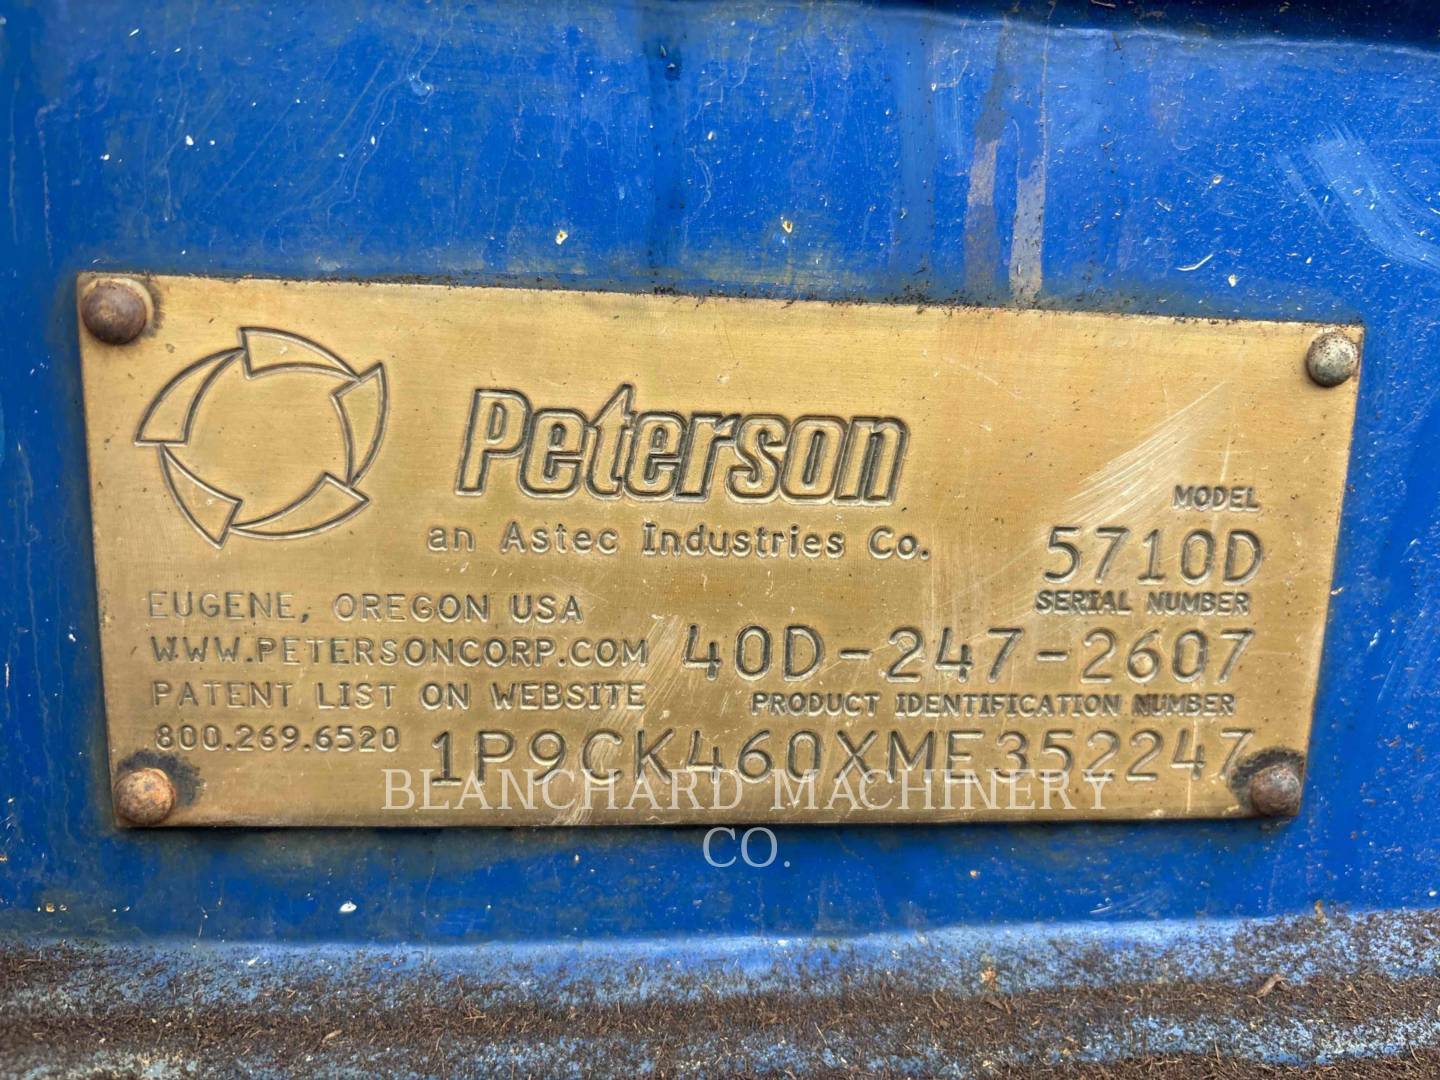 Peterson
an Astec Industries Co.
MODEL
5710D
EUGENE, OREGON USA
SERIAL NUMBER
WWW.PETERSONCORP.COM
40D-247-2607
PATENT LIST ON WEBSITE
PRODUCT IDENTIFICATION NUMBER
800.269.6520
1P9CK460XME352247
BLANCHARD MACHINERY
CO.